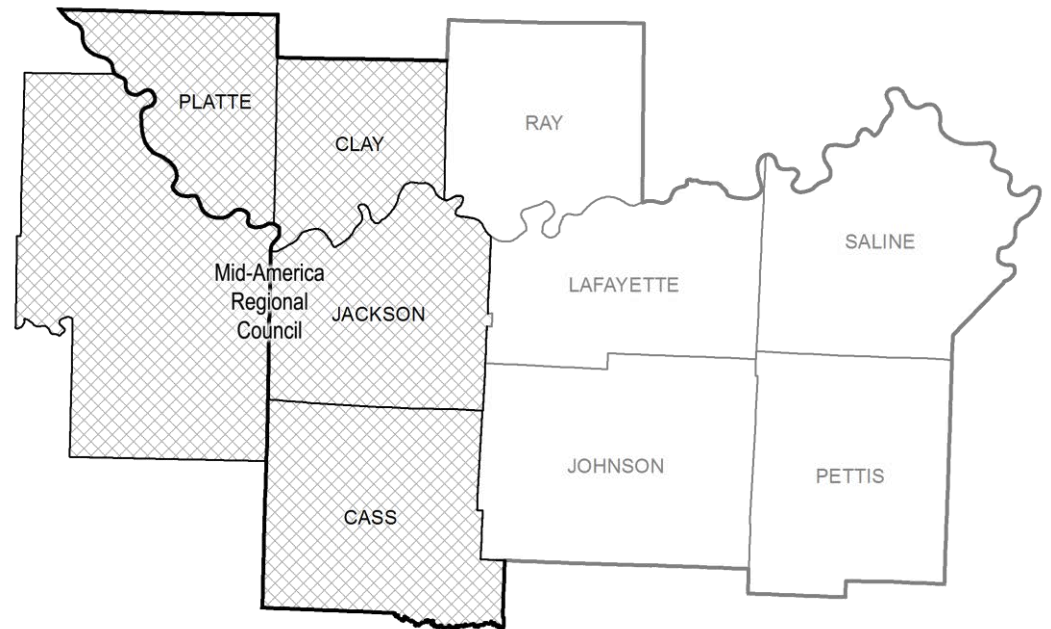 PLATTE
CLAY
RAY
SALINE
Mid-America
Regional
Council
JACKSON
LAFAYETTE
CASS
JOHNSON
PETTIS